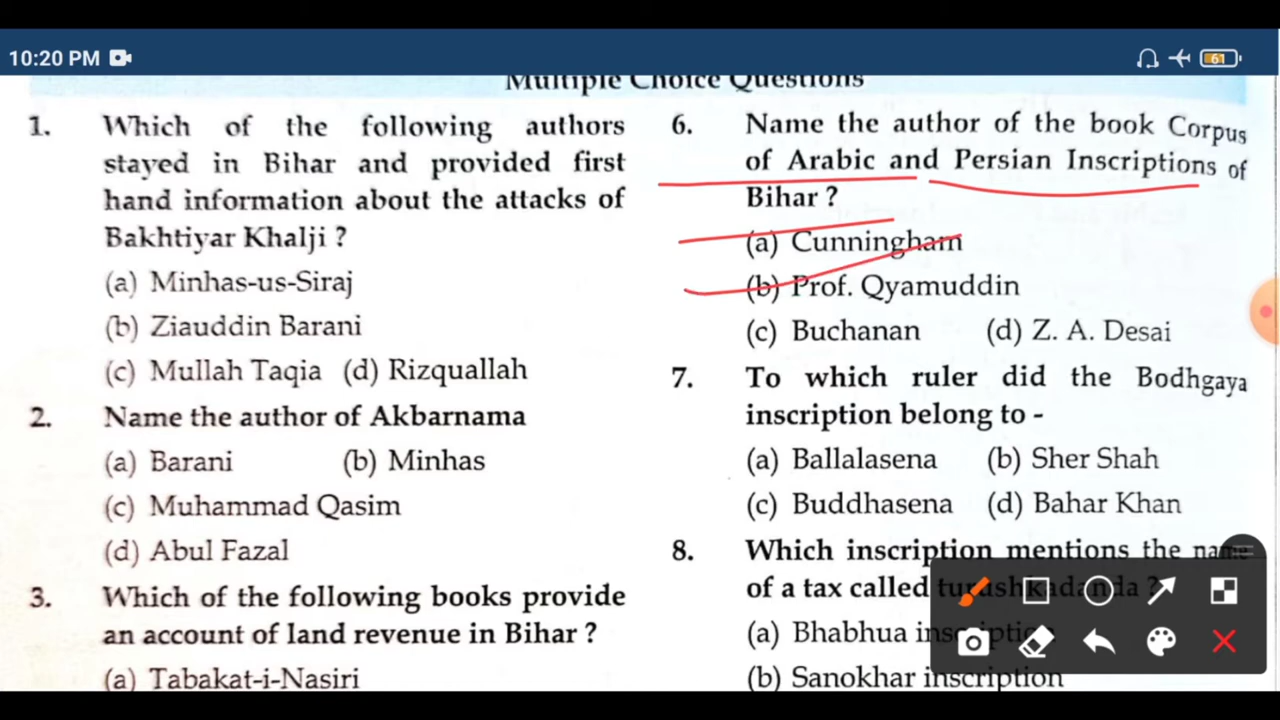 10:20 PM
61
Multiple Choice Questions
1. Which of the following authors
stayed in Bihar and provided first
hand information about the attacks of
Bakhtiyar Khalji ?
(a) Minhas-us-Siraj
(b) Ziauddin Barani
(c) Mullah Taqia (d) Rizquallah
2. Name the author of Akbarnama
(a) Barani (b) Minhas
(c) Muhammad Qasim
(d) Abul Fazal
3. Which of the following books provide
an account of land revenue in Bihar ?
(a) Tabakat-i-Nasiri
6. Name the author of the book Corpus
of Arabic and Persian Inscriptions of
Bihar ?
(a) Cunningham
(b) Prof. Qyamuddin
(c) Buchanan (d) Z. A. Desai
7. To which ruler did the Bodhgaya
inscription belong to -
(a) Ballalasena (b) Sher Shah
(c) Buddhasena (d) Bahar Khan
8. Which inscription mentions the name
of a tax called turushkadanda ?
(a) Bhabhua inscription
(b) Sanokhar inscription